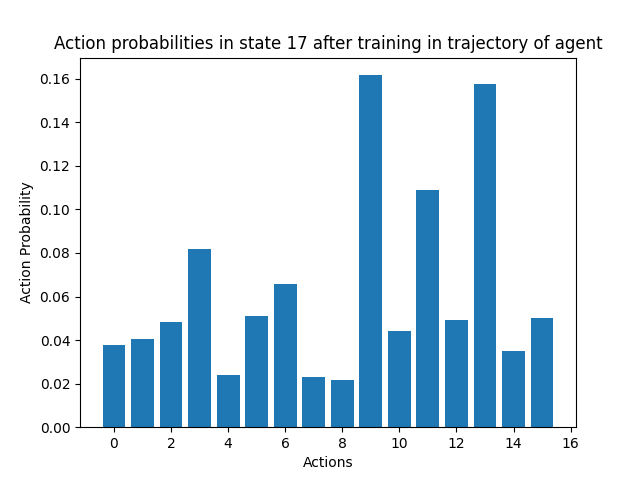 Action probabilities in state 17 after training in trajectory of agent
0.16
0.14
0.12
0.10
0.08
0.06
0.04
0.02
0.00
Action Probability
0 2 4 6 8 10 12 14 16
Actions